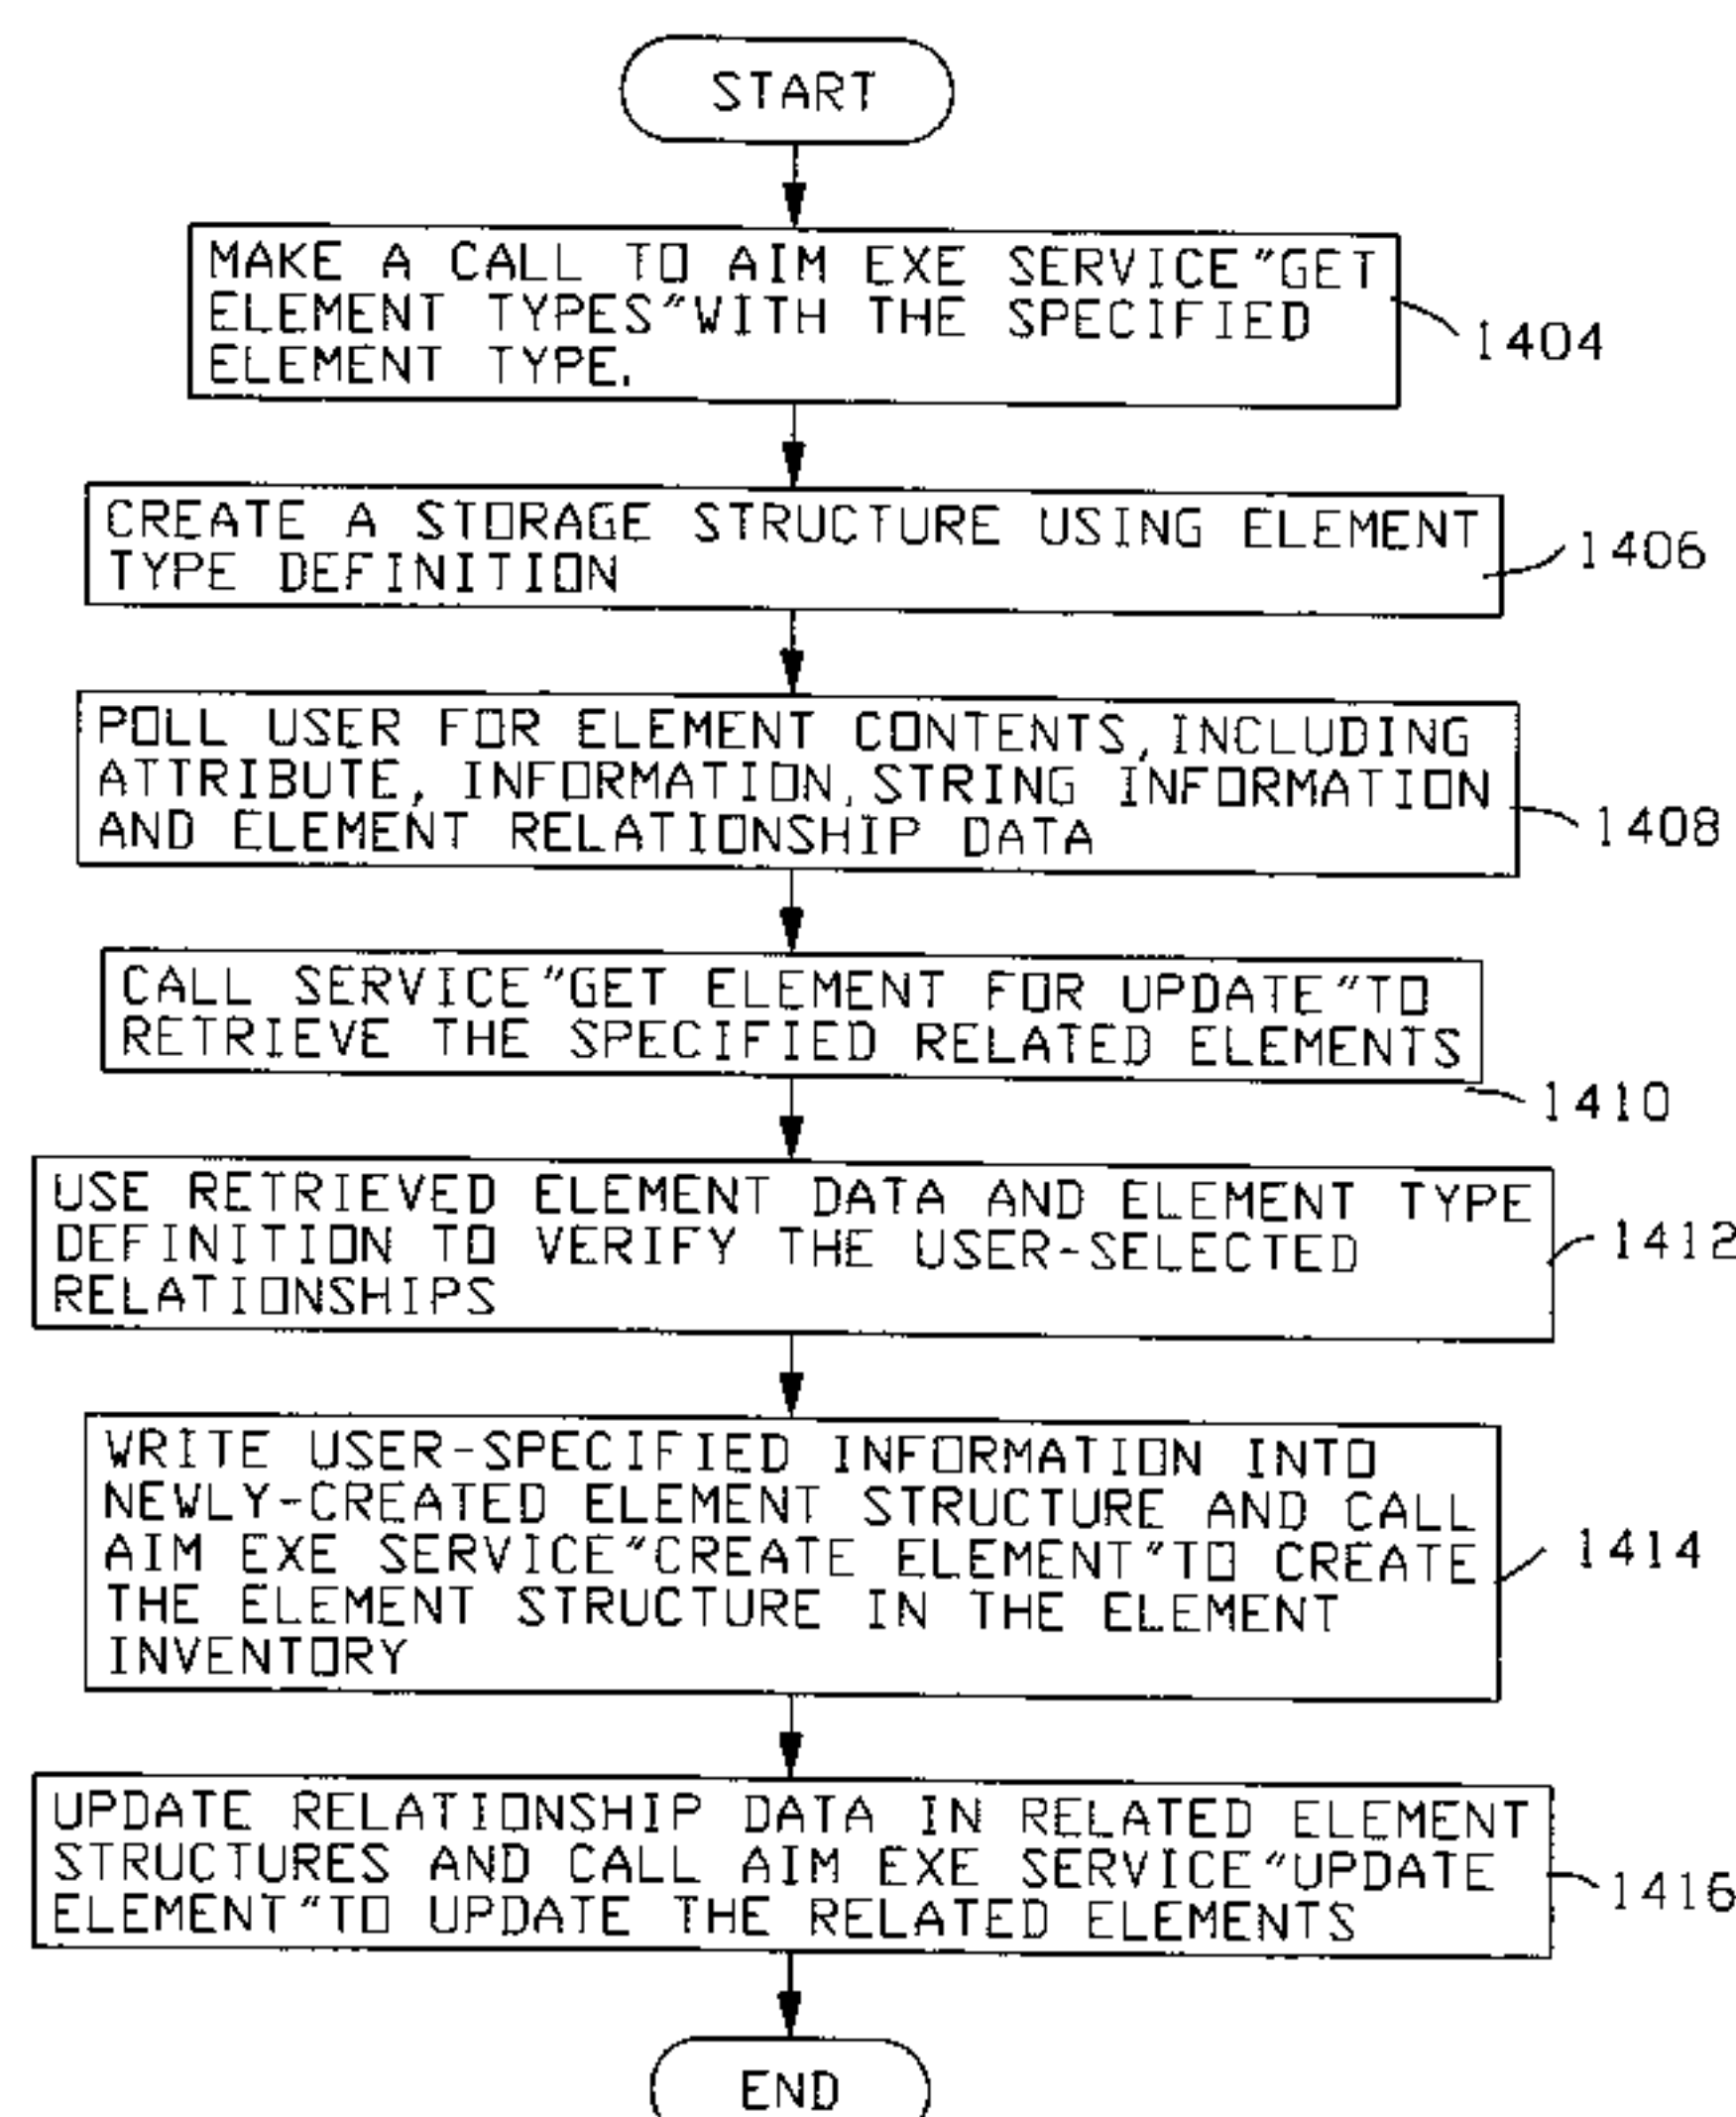 START
MAKE A CALL TO AIM EXE SERVICE"GET
ELEMENT TYPES"WITH THE SPECIFIED
ELEMENT TYPE.
1404
CREATE A STORAGE STRUCTURE USING ELEMENT
TYPE DEFINITION
1406
POLL USER FOR ELEMENT CONTENTS,INCLUDING
ATTRIBUTE, INFORMATION,STRING INFORMATION
AND ELEMENT RELATIONSHIP DATA
1408
CALL SERVICE"GET ELEMENT FOR UPDATE"TO
RETRIEVE THE SPECIFIED RELATED ELEMENTS
1410
USE RETRIEVED ELEMENT DATA AND ELEMENT TYPE
DEFINITION TO VERIFY THE USER-SELECTED
RELATIONSHIPS
1412
WRITE USER-SPECIFIED INFORMATION INTO
NEWLY-CREATED ELEMENT STRUCTURE AND CALL
AIM EXE SERVICE"CREATE ELEMENT"TO CREATE
THE ELEMENT STRUCTURE IN THE ELEMENT
INVENTORY
1414
UPDATE RELATIONSHIP DATA IN RELATED ELEMENT
STRUCTURES AND CALL AIM EXE SERVICE"UPDATE
ELEMENT"TO UPDATE THE RELATED ELEMENTS
1416
END